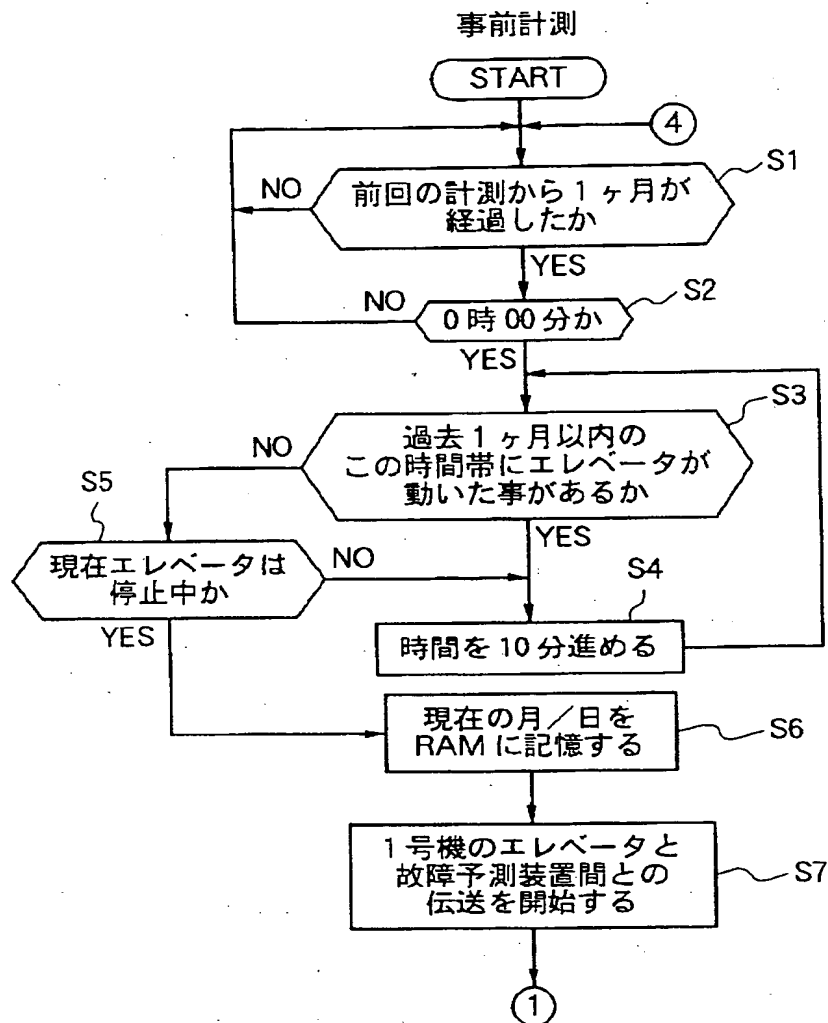 事前計測
START
4
S1
前回の計測から1ヶ月が
経過したか
NO
YES
S2
0時00分か
NO
YES
S3
過去1ヶ月以内の
この時間帯にエレベータが
動いた事があるか
NO
YES
S5
現在エレベータは
停止中か
NO
YES
S4
時間を10分進める
現在の月/日を
RAMに記憶する
S6
1号機のエレベータと
故障予測装置間との
伝送を開始する
S7
1